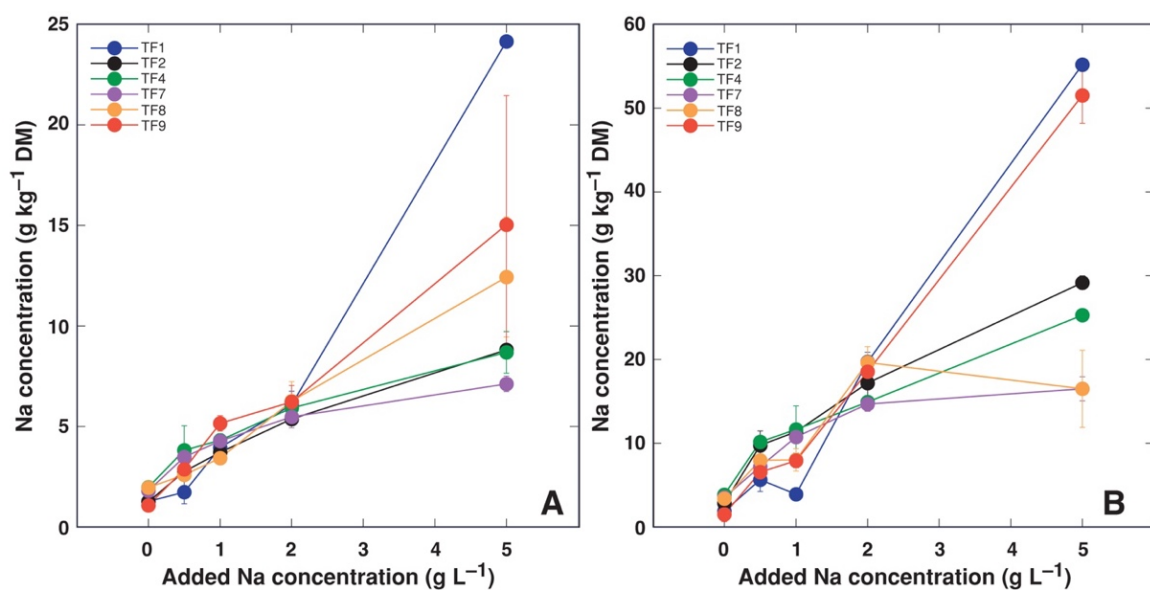 25
20
15
10
5
0
Na concentration (g kg⁻¹ DM)
TF1
TF2
TF4
TF7
TF8
TF9
A
0 1 2 3 4 5
Added Na concentration (g L⁻¹)
60
50
40
30
20
10
0
Na concentration (g kg⁻¹ DM)
TF1
TF2
TF4
TF7
TF8
TF9
B
0 1 2 3 4 5
Added Na concentration (g L⁻¹)